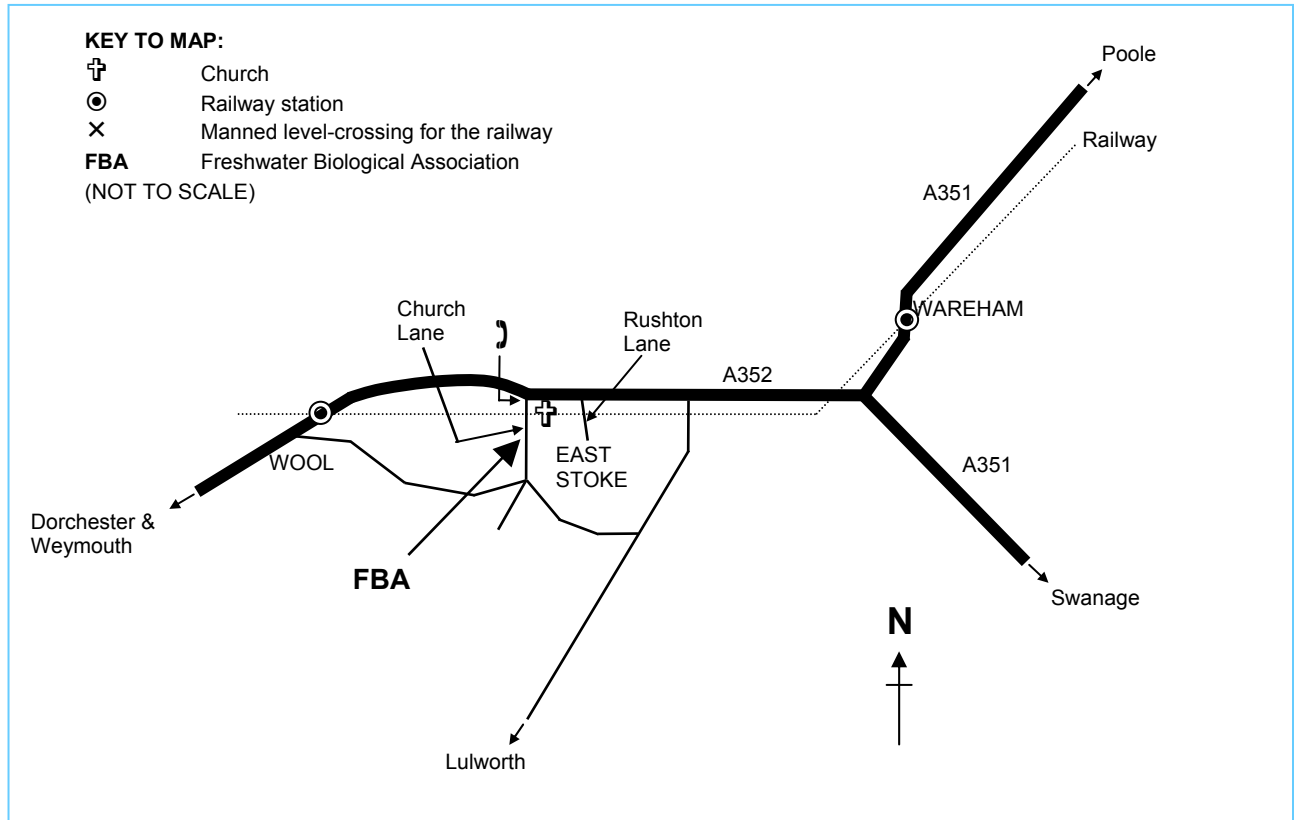 KEY TO MAP:
✞ Church
⦿ Railway station
✕ Manned level-crossing for the railway
FBA Freshwater Biological Association
(NOT TO SCALE)
Poole
Railway
A351
Church
Lane
Rushton
Lane
WAREHAM
A352
EAST
STOKE
WOOL
A351
Dorchester &
Weymouth
FBA
Swanage
N
Lulworth